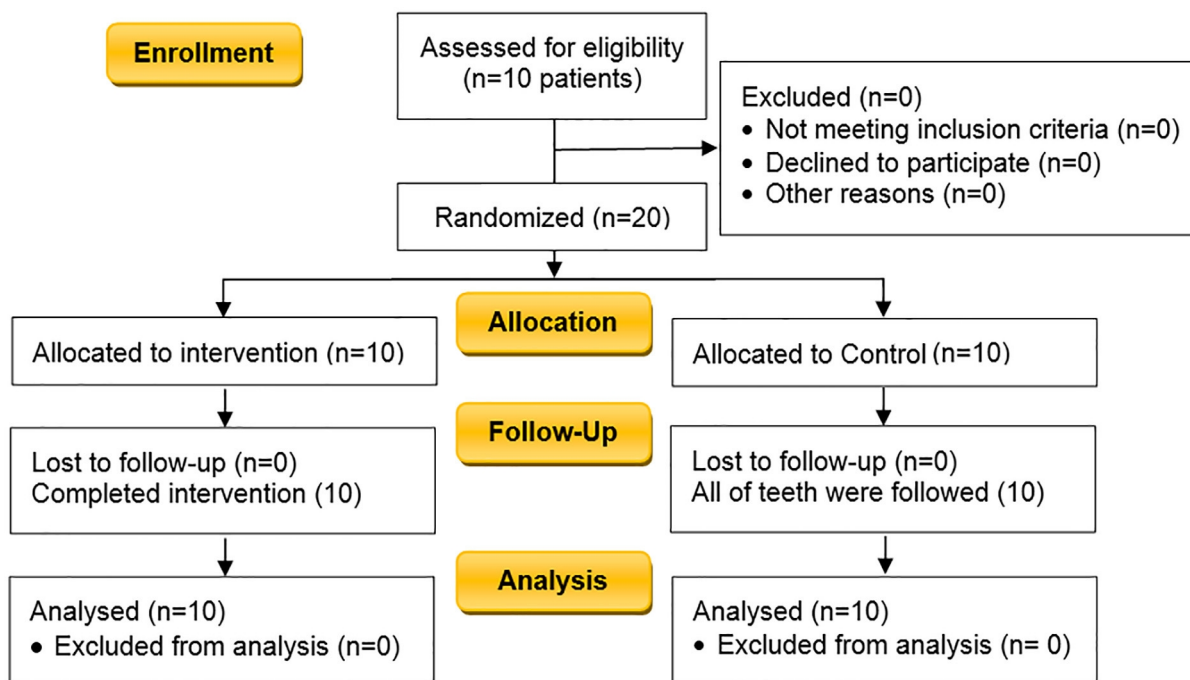 Enrollment
Assessed for eligibility
(n=10 patients)
Excluded (n=0)
• Not meeting inclusion criteria (n=0)
• Declined to participate (n=0)
• Other reasons (n=0)
Randomized (n=20)
Allocation
Allocated to intervention (n=10)
Allocated to Control (n=10)
Follow-Up
Lost to follow-up (n=0)
Completed intervention (10)
Lost to follow-up (n=0)
All of teeth were followed (10)
Analysis
Analysed (n=10)
• Excluded from analysis (n=0)
Analysed (n=10)
• Excluded from analysis (n= 0)